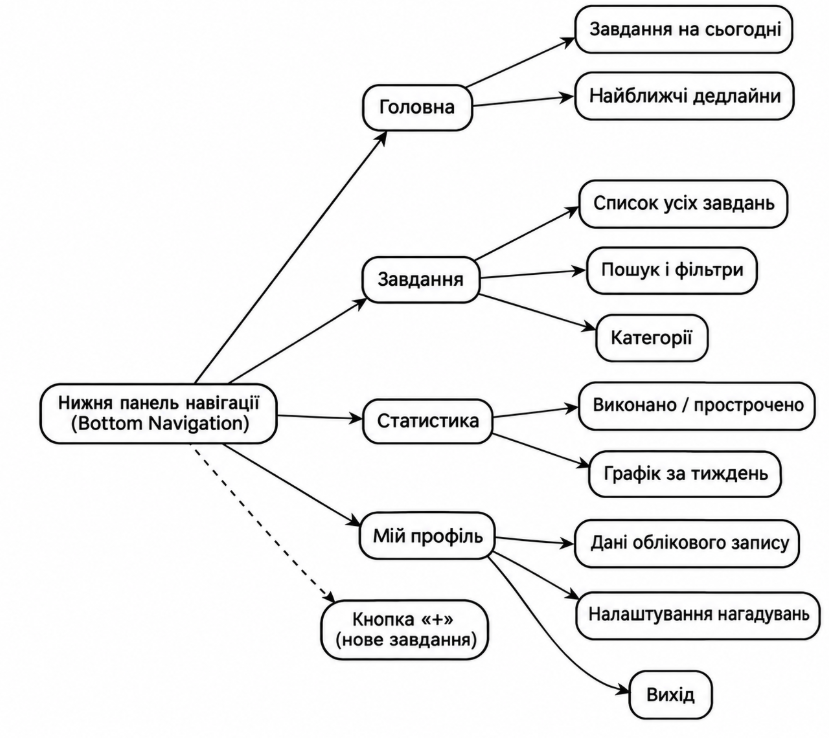 Завдання на сьогодні
Головна
Найближчі дедлайни
Список усіх завдань
Завдання
Пошук і фільтри
Категорії
Нижня панель навігації
(Bottom Navigation)
Статистика
Виконано / прострочено
Графік за тиждень
Мій профіль
Дані облікового запису
Кнопка «+»
(нове завдання)
Налаштування нагадувань
Вихід